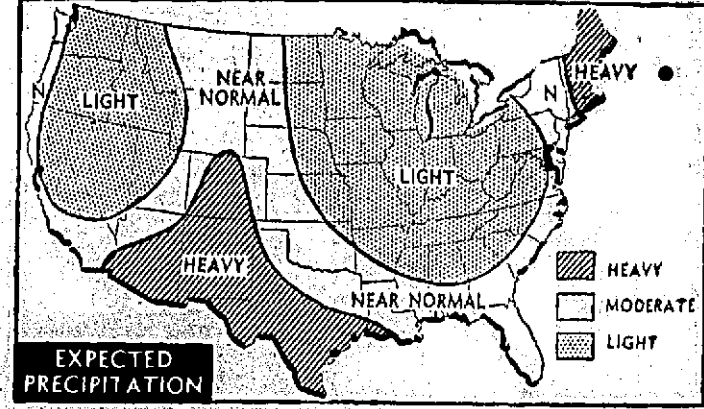 NEAR
NORMAL
N
LIGHT
HEAVY
N
LIGHT
HEAVY
NEAR NORMAL
HEAVY
MODERATE
LIGHT
EXPECTED
PRECIPITATION